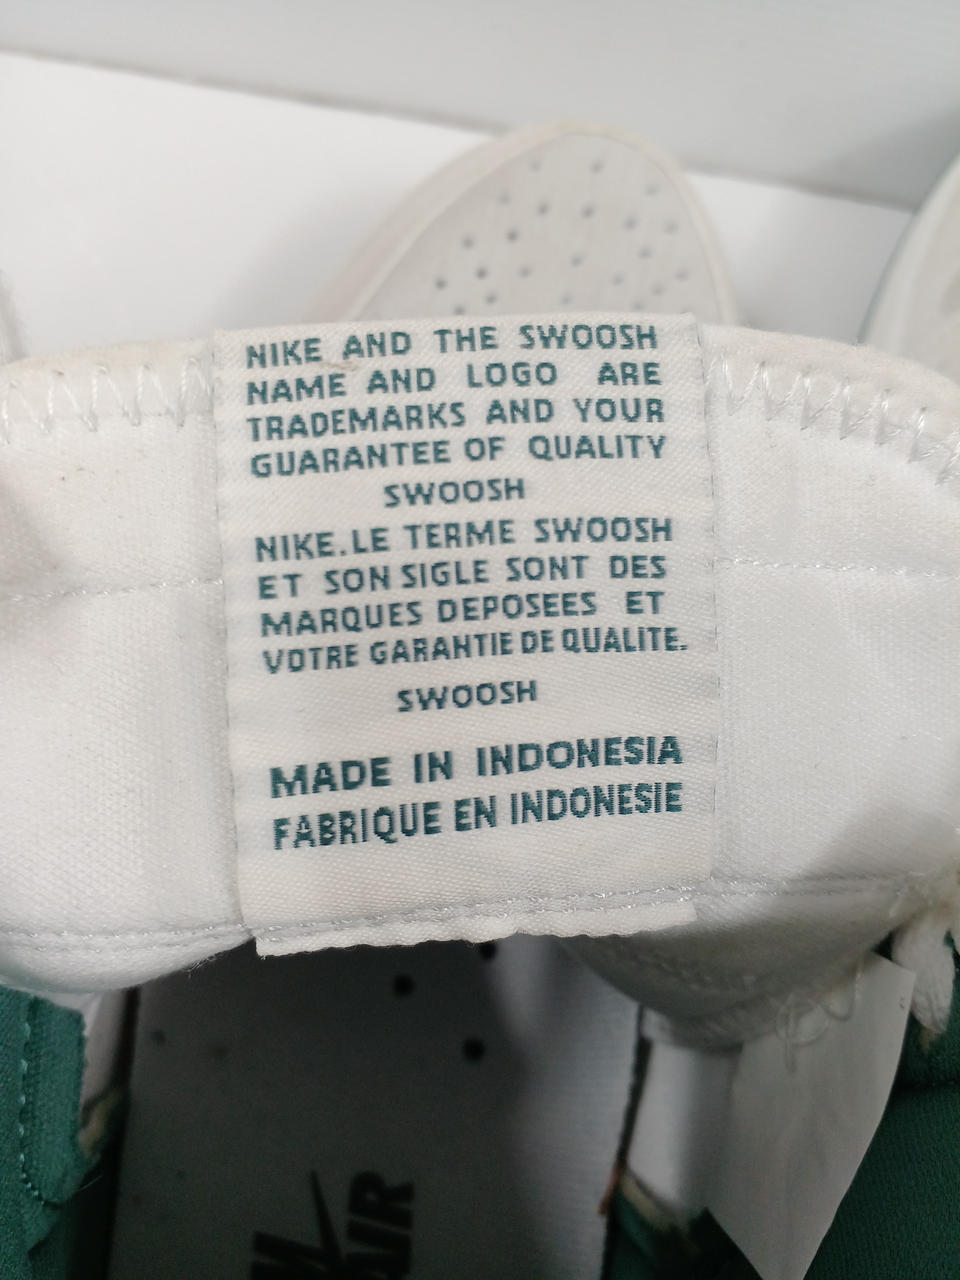 NIKE AND THE SWOOSH
NAME AND LOGO ARE
TRADEMARKS AND YOUR
GUARANTEE OF QUALITY
SWOOSH
NIKE.LE TERME SWOOSH
ET SON SIGLE SONT DES
MARQUES DEPOSEES ET
VOTRE GARANTIE DE QUALITE.
SWOOSH
MADE IN INDONESIA
FABRIQUE EN INDONESIE
AIR